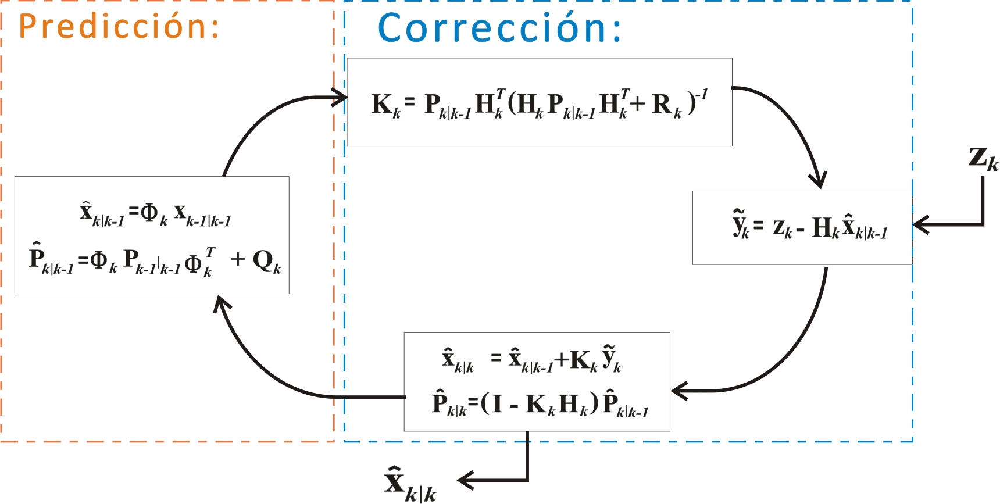 Predicción:
Corrección:
K_k = P_{k|k-1} H_k^T (H_k P_{k|k-1} H_k^T + R_k)^{-1}
z_k
x̂_{k|k-1} = Φ_k x_{k-1|k-1}
P̂_{k|k-1} = Φ_k P_{k-1|k-1} Φ_k^T + Q_k
ỹ_k = z_k - H_k x̂_{k|k-1}
x̂_{k|k} = x̂_{k|k-1} + K_k ỹ_k
P̂_{k|k} = (I - K_k H_k) P̂_{k|k-1}
x̂_{k|k}